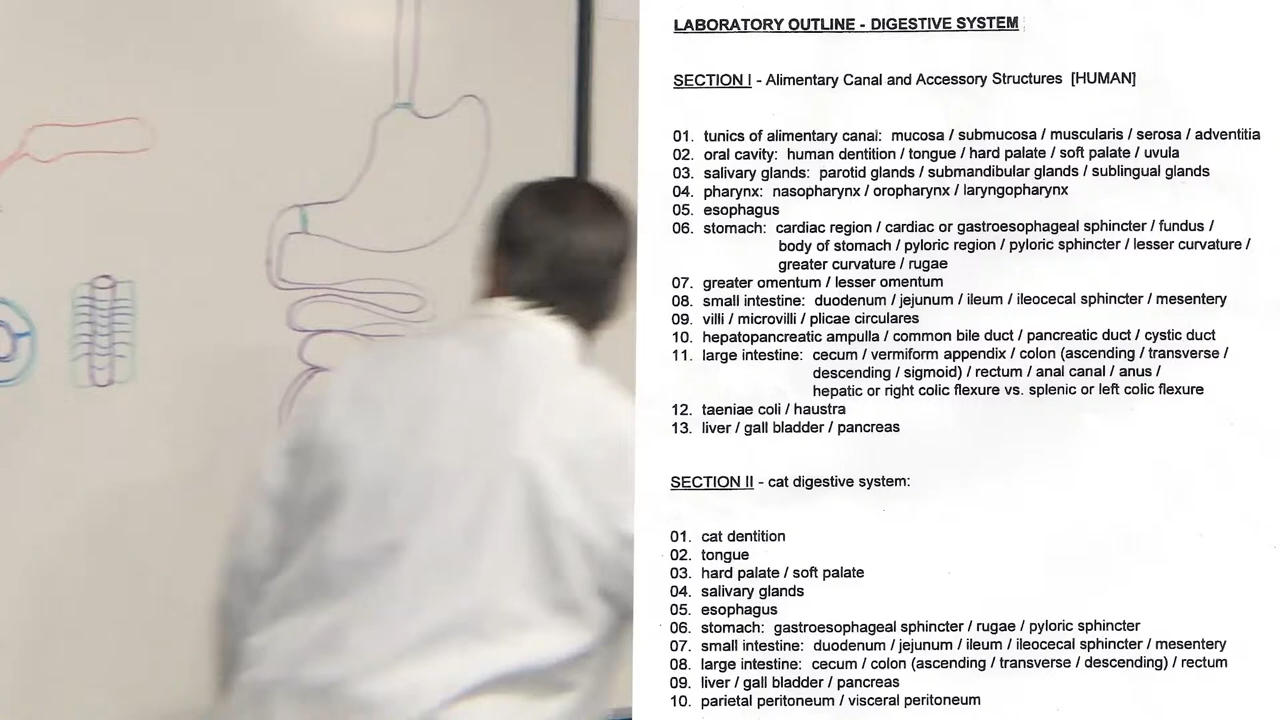 LABORATORY OUTLINE - DIGESTIVE SYSTEM
SECTION I - Alimentary Canal and Accessory Structures [HUMAN]
01. tunics of alimentary canal: mucosa / submucosa / muscularis / serosa / adventitia
02. oral cavity: human dentition / tongue / hard palate / soft palate / uvula
03. salivary glands: parotid glands / submandibular glands / sublingual glands
04. pharynx: nasopharynx / oropharynx / laryngopharynx
05. esophagus
06. stomach: cardiac region / cardiac or gastroesophageal sphincter / fundus /
body of stomach / pyloric region / pyloric sphincter / lesser curvature /
greater curvature / rugae
07. greater omentum / lesser omentum
08. small intestine: duodenum / jejunum / ileum / ileocecal sphincter / mesentery
09. villi / microvilli / plicae circulares
10. hepatopancreatic ampulla / common bile duct / pancreatic duct / cystic duct
11. large intestine: cecum / vermiform appendix / colon (ascending / transverse /
descending / sigmoid) / rectum / anal canal / anus /
hepatic or right colic flexure vs. splenic or left colic flexure
12. taeniae coli / haustra
13. liver / gall bladder / pancreas
SECTION II - cat digestive system:
01. cat dentition
02. tongue
03. hard palate / soft palate
04. salivary glands
05. esophagus
06. stomach: gastroesophageal sphincter / rugae / pyloric sphincter
07. small intestine: duodenum / jejunum / ileum / ileocecal sphincter / mesentery
08. large intestine: cecum / colon (ascending / transverse / descending) / rectum
09. liver / gall bladder / pancreas
10. parietal peritoneum / visceral peritoneum